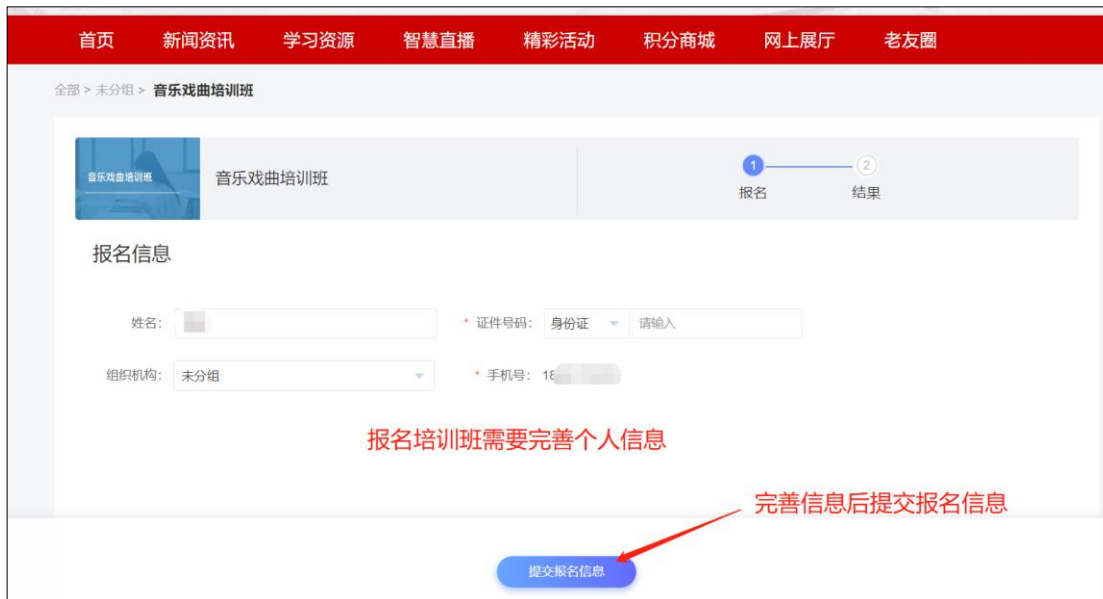 首页 新闻资讯 学习资源 智慧直播 精彩活动 积分商城 网上展厅 老友圈
全部 > 未分组 > 音乐戏曲培训班
音乐戏曲培训班
音乐戏曲培训班
1 2
报名 结果
报名信息
姓名: * 证件号码: 身份证 请输入
组织机构: 未分组 * 手机号: 18
报名培训班需要完善个人信息
完善信息后提交报名信息
提交报名信息